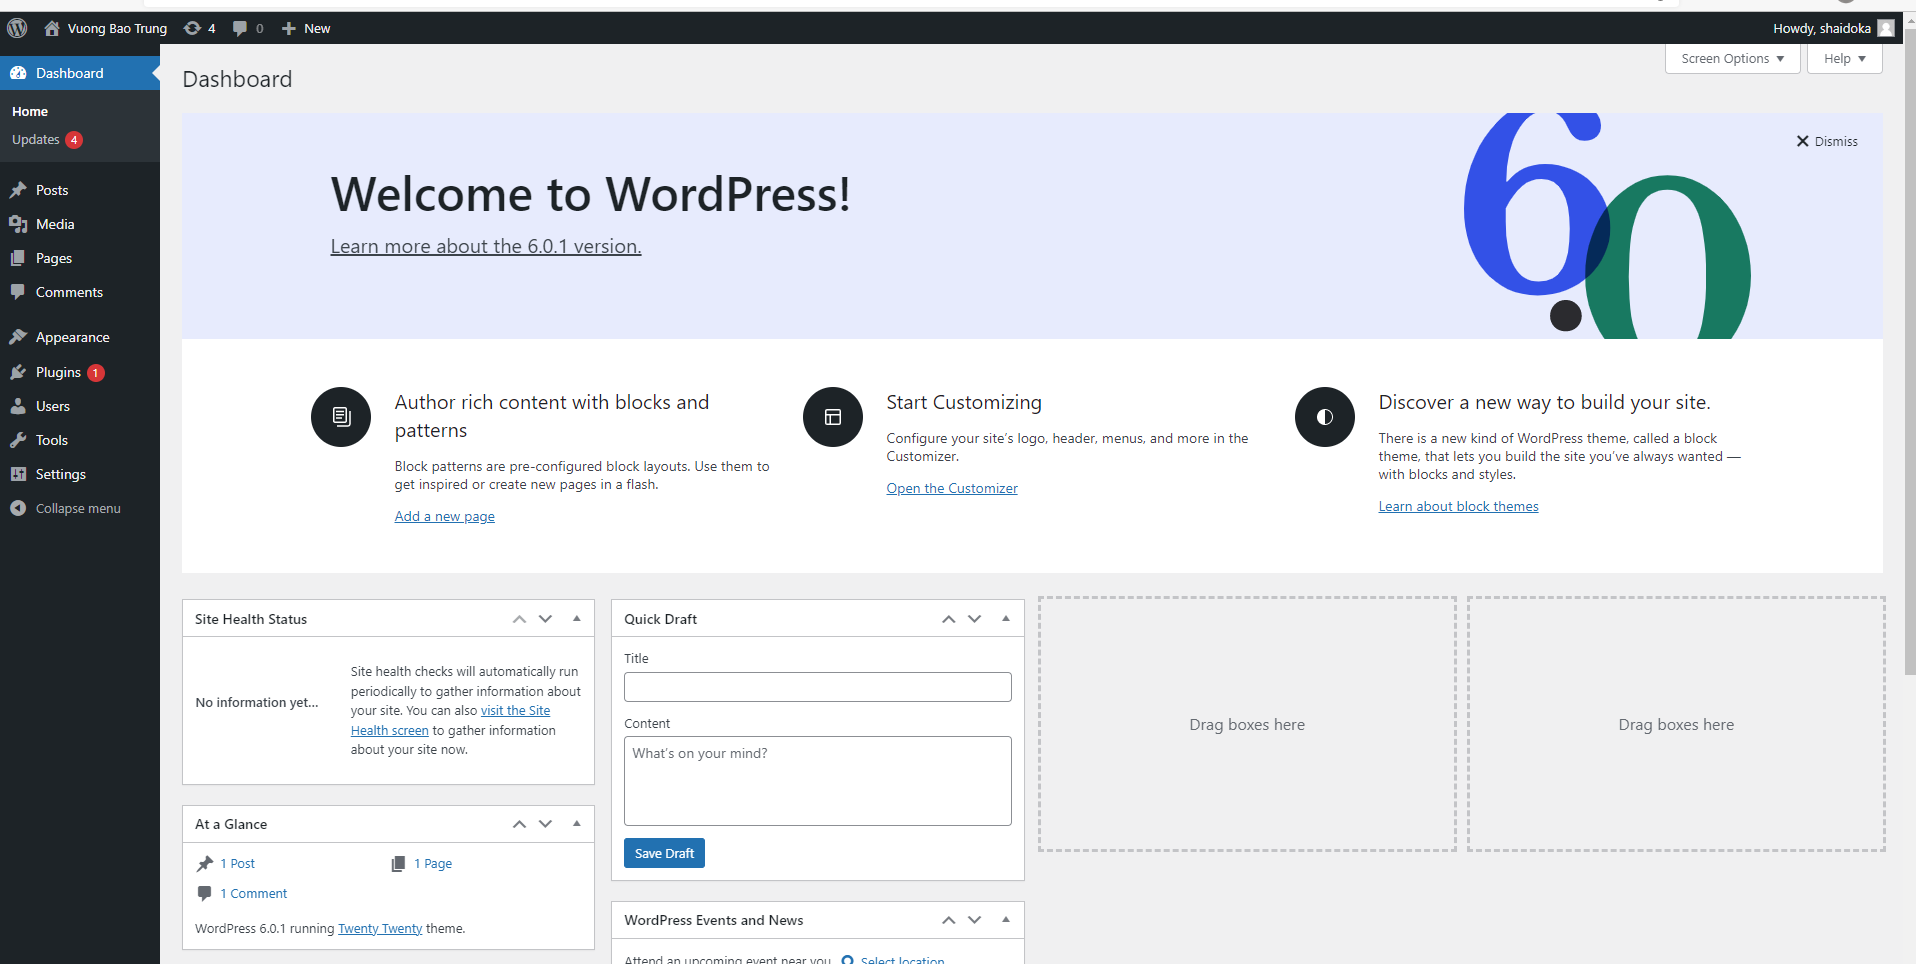 Vuong Bao Trung 4 0 New
Howdy, shaidoka
Dashboard
Home
Updates 4
Posts
Media
Pages
Comments
Appearance
Plugins 1
Users
Tools
Settings
Collapse menu
Screen Options
Help
Dashboard
Dismiss
Welcome to WordPress!
Learn more about the 6.0.1 version.
6.0
Author rich content with blocks and
patterns
Block patterns are pre-configured block layouts. Use them to
get inspired or create new pages in a flash.
Add a new page
Start Customizing
Configure your site’s logo, header, menus, and more in the
Customizer.
Open the Customizer
Discover a new way to build your site.
There is a new kind of WordPress theme, called a block
theme, that lets you build the site you’ve always wanted —
with blocks and styles.
Learn about block themes
Site Health Status
No information yet...
Site health checks will automatically run
periodically to gather information about
your site. You can also visit the Site
Health screen to gather information
about your site now.
At a Glance
1 Post
1 Page
1 Comment
WordPress 6.0.1 running Twenty Twenty theme.
Quick Draft
Title
Content
What’s on your mind?
Save Draft
WordPress Events and News
Attend an upcoming event near you. Select location
Drag boxes here
Drag boxes here